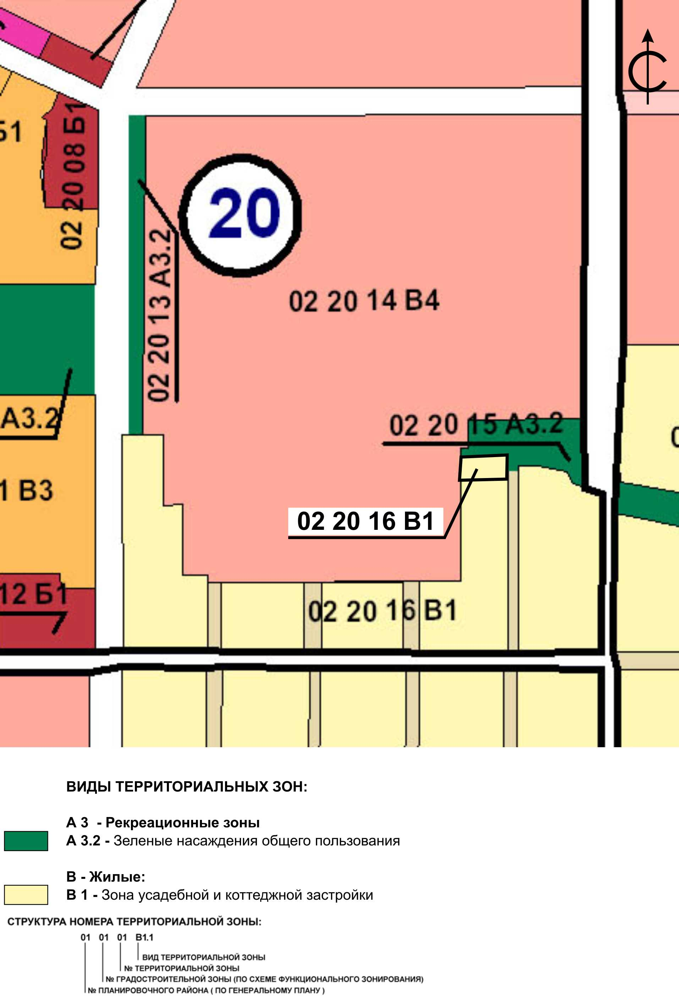 С
Б1
02 20 08 Б1
20
02 20 13 А3.2
02 20 14 В4
А3.2
02 20 15 А3.2
1 В3
02 20 16 В1
12 Б1
02 20 16 В1
ВИДЫ ТЕРРИТОРИАЛЬНЫХ ЗОН:
А 3 - Рекреационные зоны
А 3.2 - Зеленые насаждения общего пользования
В - Жилые:
В 1 - Зона усадебной и коттеджной застройки
СТРУКТУРА НОМЕРА ТЕРРИТОРИАЛЬНОЙ ЗОНЫ:
01 01 01 В1.1
ВИД ТЕРРИТОРИАЛЬНОЙ ЗОНЫ
№ ТЕРРИТОРИАЛЬНОЙ ЗОНЫ
№ ГРАДОСТРОИТЕЛЬНОЙ ЗОНЫ (ПО СХЕМЕ ФУНКЦИОНАЛЬНОГО ЗОНИРОВАНИЯ)
№ ПЛАНИРОВОЧНОГО РАЙОНА ( ПО ГЕНЕРАЛЬНОМУ ПЛАНУ )